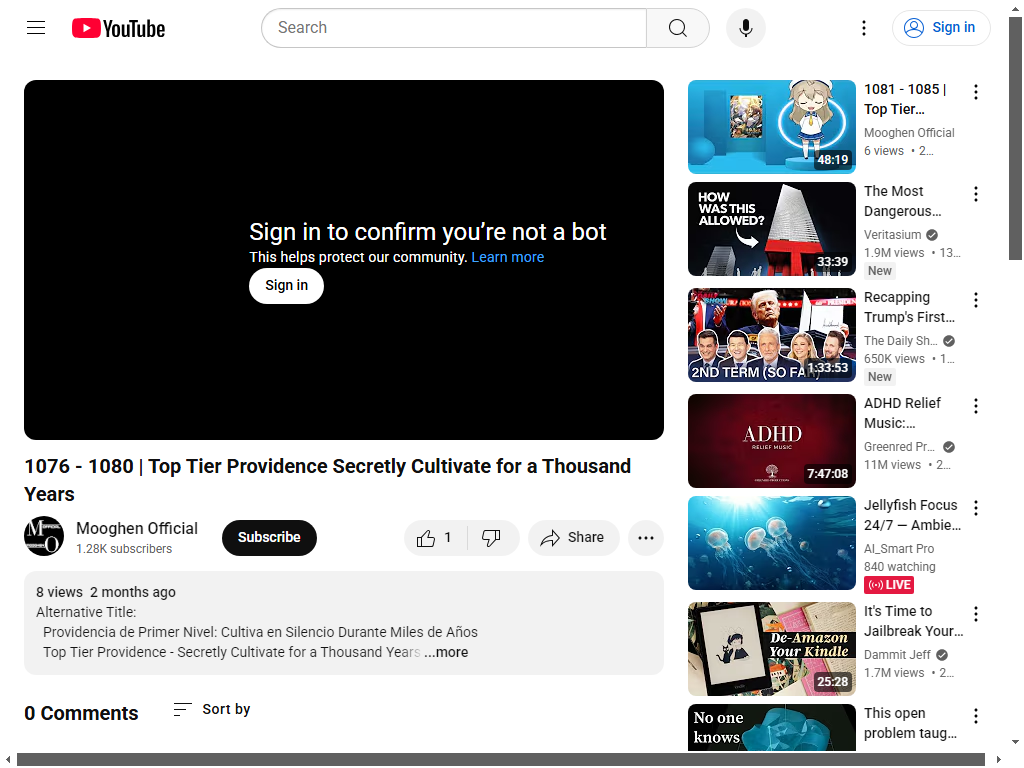 YouTube
Search
Sign in
Sign in to confirm you’re not a bot
This helps protect our community. Learn more
Sign in
1076 - 1080 | Top Tier Providence Secretly Cultivate for a Thousand
Years
Mooghen Official
1.28K subscribers
Subscribe
1
Share
8 views 2 months ago
Alternative Title:
Providencia de Primer Nivel: Cultiva en Silencio Durante Miles de Años
Top Tier Providence - Secretly Cultivate for a Thousand Years ...more
0 Comments
Sort by
48:19
1081 - 1085 |
Top Tier…
Mooghen Official
6 views • 2…
HOW
WAS THIS
ALLOWED?
33:39
The Most
Dangerous…
Veritasium
1.9M views • 13…
New
2ND TERM (SO FAR)
1:33:53
Recapping
Trump's First…
The Daily Sh…
650K views • 1…
New
ADHD
RELIEF MUSIC
7:47:08
ADHD Relief
Music:…
Greenred Pr…
11M views • 2…
Jellyfish Focus
24/7 — Ambie…
AI_Smart Pro
840 watching
LIVE
De-Amazon
Your Kindle
25:28
It's Time to
Jailbreak Your…
Dammit Jeff
1.7M views • 2…
No one
knows
This open
problem taug…